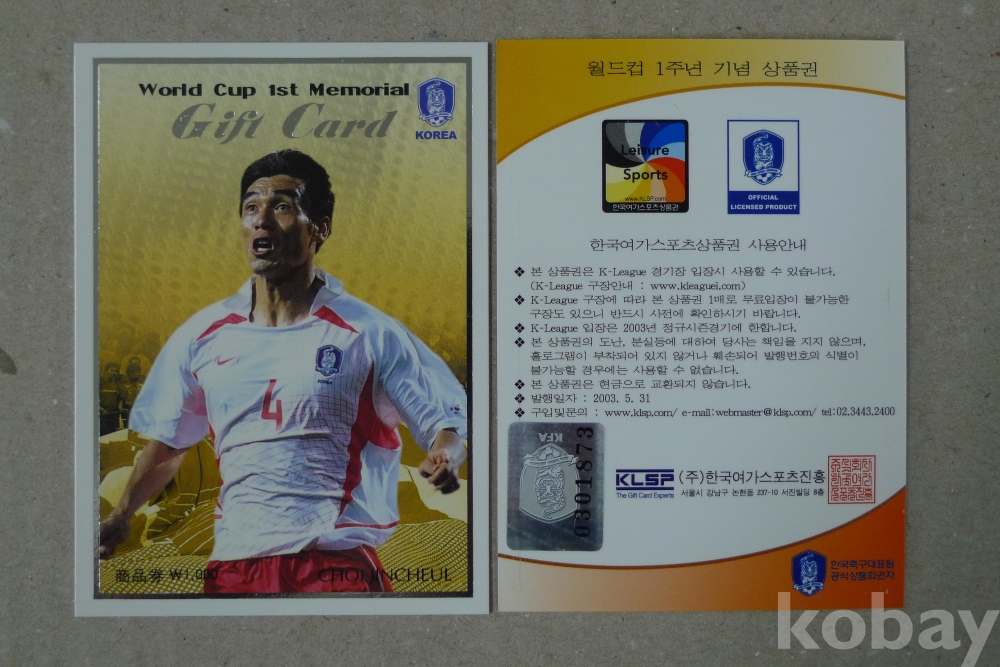 World Cup 1st Memorial
Gift Card
KOREA
4
KOREA
商品券 ₩1,000
CHOI JINCHEUL
월드컵 1주년 기념 상품권
Leisure
Sports
www.KLSP.com
한국여가스포츠상품권
OFFICIAL
LICENSED PRODUCT
한국여가스포츠상품권 사용안내
❖ 본 상품권은 K-League 경기장 입장시 사용할 수 있습니다.
(K-League 구장안내 : www.kleaguei.com)
❖ K-League 구장에 따라 본 상품권 1매로 무료입장이 불가능한
구장도 있으니 반드시 사전에 확인하시기 바랍니다.
❖ K-League 입장은 2003년 정규시즌경기에 한합니다.
❖ 본 상품권의 도난, 분실등에 대하여 당사는 책임을 지지 않으며,
홀로그램이 부착되어 있지 않거나 훼손되어 발행번호의 식별이
불가능할 경우에는 사용할 수 없습니다.
❖ 본 상품권은 현금으로 교환되지 않습니다.
❖ 발행일자 : 2003. 5. 31
❖ 구입및문의 : www.klsp.com/ e-mail:webmaster@klsp.com/ tel:02.3443.2400
KFA
0301873
KLSP
The Gift Card Experts
(주)한국여가스포츠진흥
서울시 강남구 논현동 237-10 서진빌딩 8층
한국축구대표팀
공식상품화권자
kobay